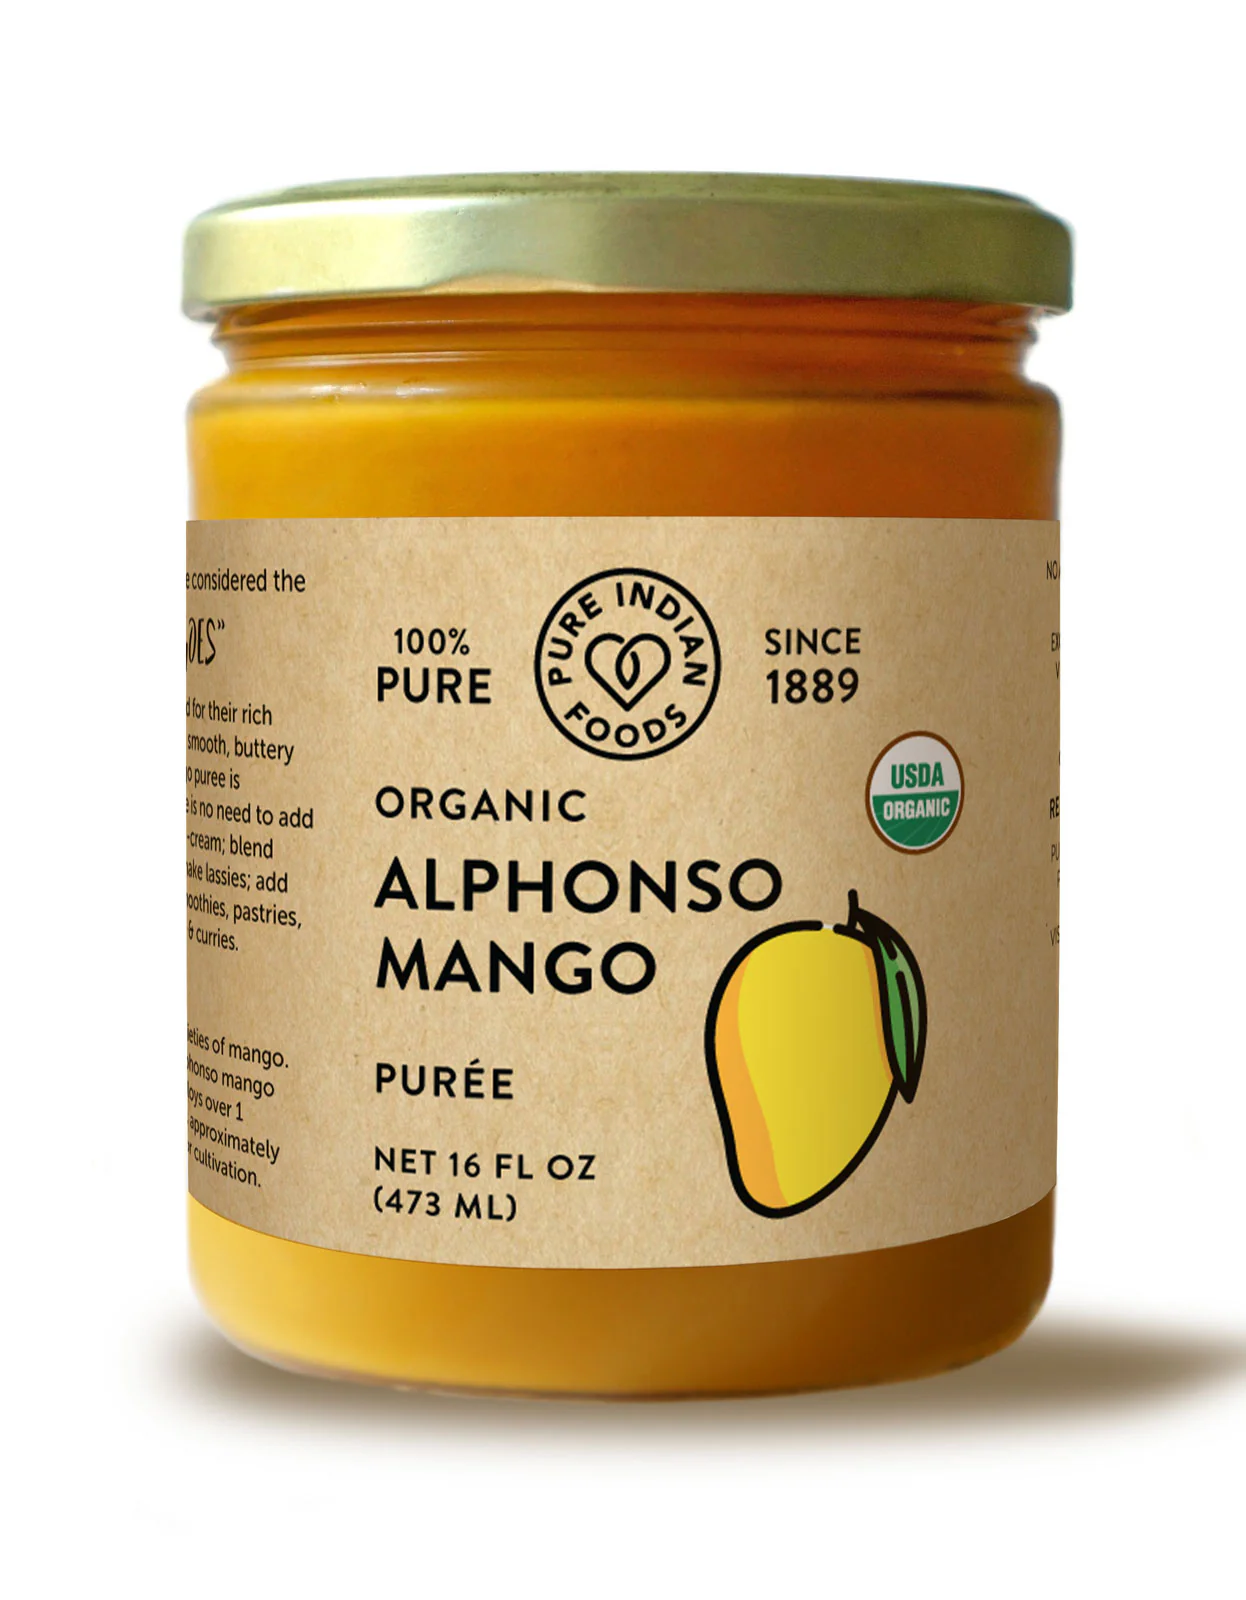 considered the
for their rich
smooth, buttery
puree is
is no need to add
blend
lassies; add
pastries,
& curries.
of mango.
mango
over 1
approximately
cultivation.
100%
PURE
PURE INDIAN
FOODS
SINCE
1889
USDA
ORGANIC
ORGANIC
ALPHONSO
MANGO
PURÉE
NET 16 FL OZ
(473 ML)